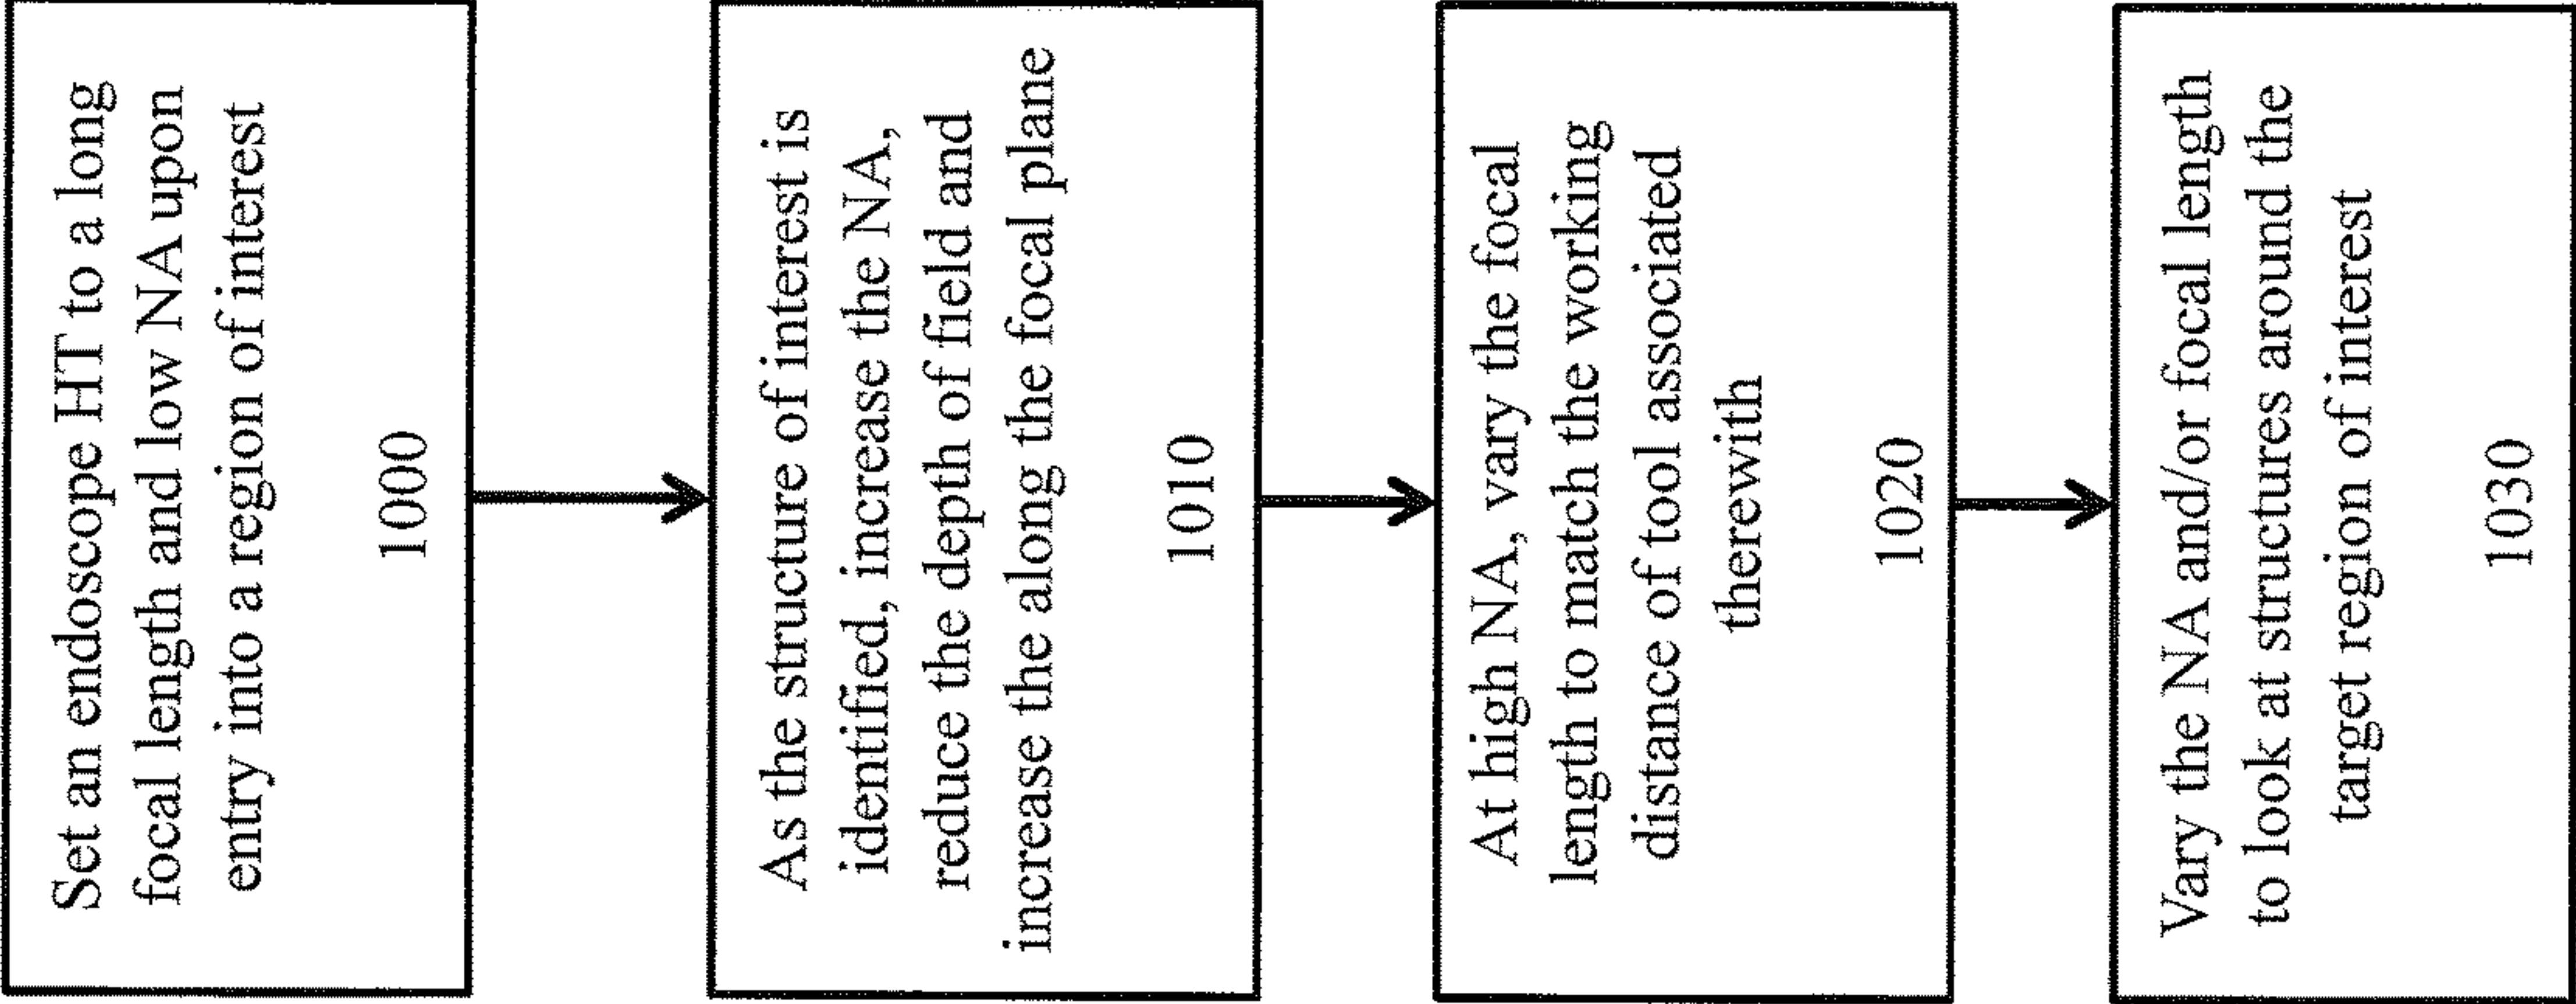 Set an endoscope HT to a long
focal length and low NA upon
entry into a region of interest
1000
As the structure of interest is
identified, increase the NA,
reduce the depth of field and
increase the along the focal plane
1010
At high NA, vary the focal
length to match the working
distance of tool associated
therewith
1020
Vary the NA and/or focal length
to look at structures around the
target region of interest
1030